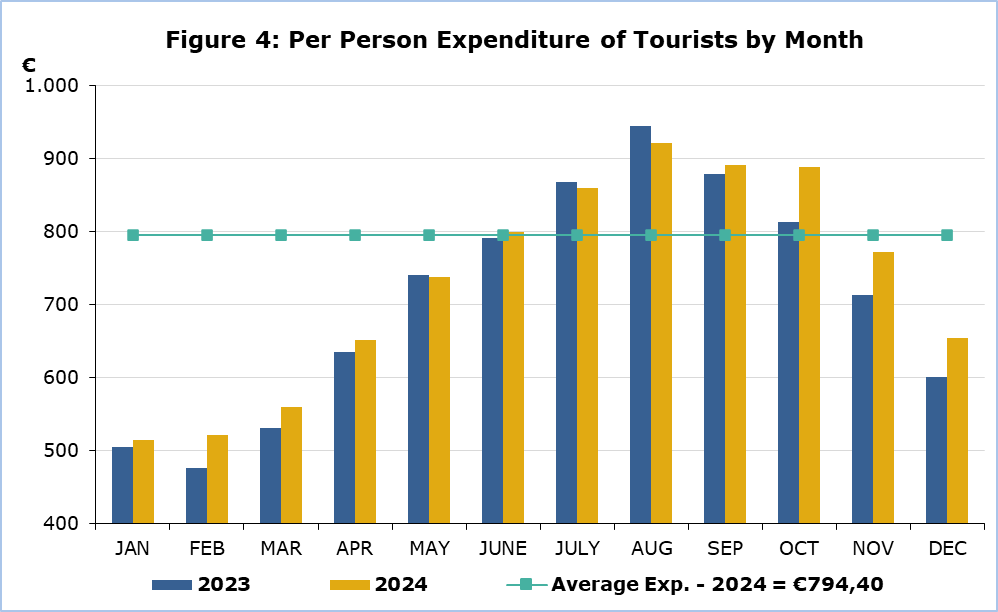 Figure 4: Per Person Expenditure of Tourists by Month
€
1.000
900
800
700
600
500
400
JAN FEB MAR APR MAY JUNE JULY AUG SEP OCT NOV DEC
2023 2024 Average Exp. - 2024 = €794,40